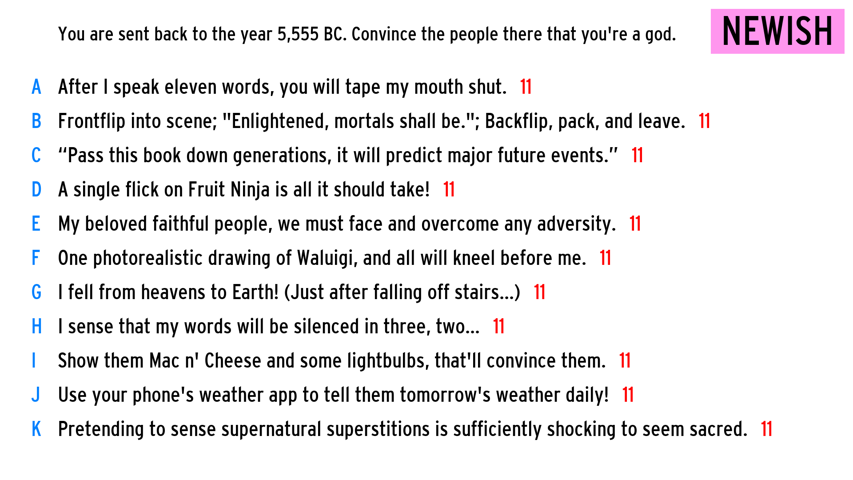 You are sent back to the year 5,555 BC. Convince the people there that you're a god.
NEWISH
A After I speak eleven words, you will tape my mouth shut. 11
B Frontflip into scene; "Enlightened, mortals shall be."; Backflip, pack, and leave. 11
C “Pass this book down generations, it will predict major future events.” 11
D A single flick on Fruit Ninja is all it should take! 11
E My beloved faithful people, we must face and overcome any adversity. 11
F One photorealistic drawing of Waluigi, and all will kneel before me. 11
G I fell from heavens to Earth! (Just after falling off stairs...) 11
H I sense that my words will be silenced in three, two... 11
I Show them Mac n' Cheese and some lightbulbs, that'll convince them. 11
J Use your phone's weather app to tell them tomorrow's weather daily! 11
K Pretending to sense supernatural superstitions is sufficiently shocking to seem sacred. 11